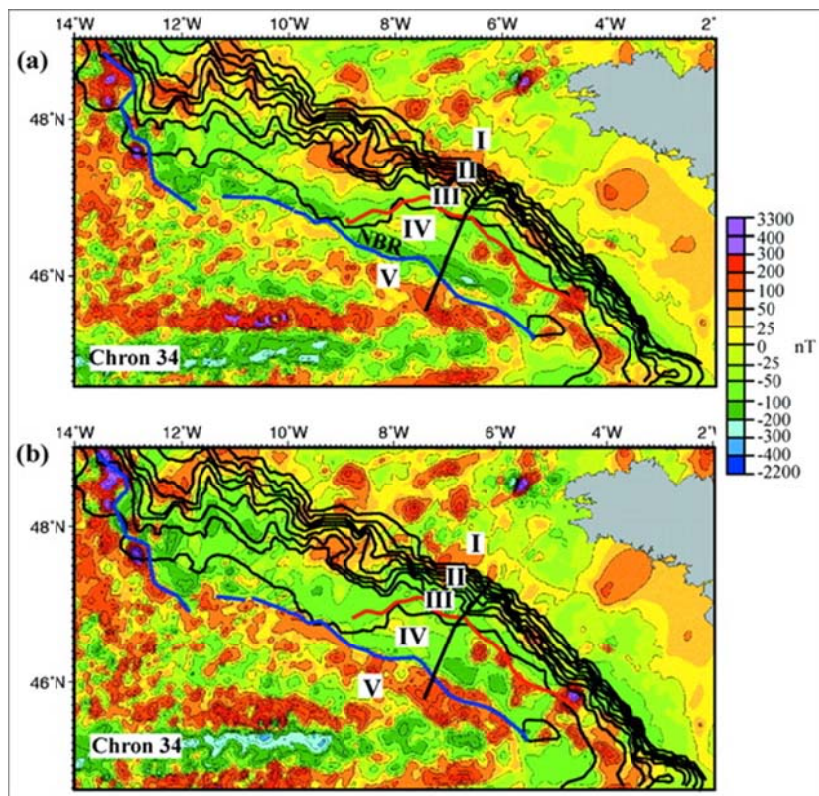 14˚W 12˚W 10˚W 8˚W 6˚W 4˚W 2˚
(a)
48˚N
46˚N
I
II
III
IV
NBR
V
Chron 34
3300
400
300
200
100
50
25
0
-25
-50
-100
-200
-300
-400
-2200
nT
14˚W 12˚W 10˚W 8˚W 6˚W 4˚W 2˚
(b)
48˚N
46˚N
I
II
III
IV
V
Chron 34